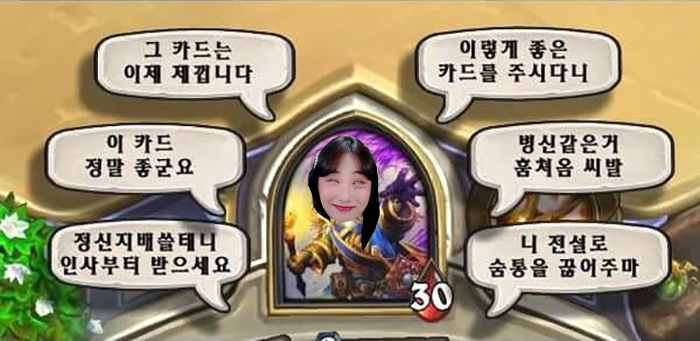 그 카드는
이제 제껍니다
이렇게 좋은
카드를 주시다니
이 카드
정말 좋군요
병신같은거
훔쳐옴 씨발
정신지배쓸테니
인사부터 받으세요
니 전설로
숨통을 끊어주마
30